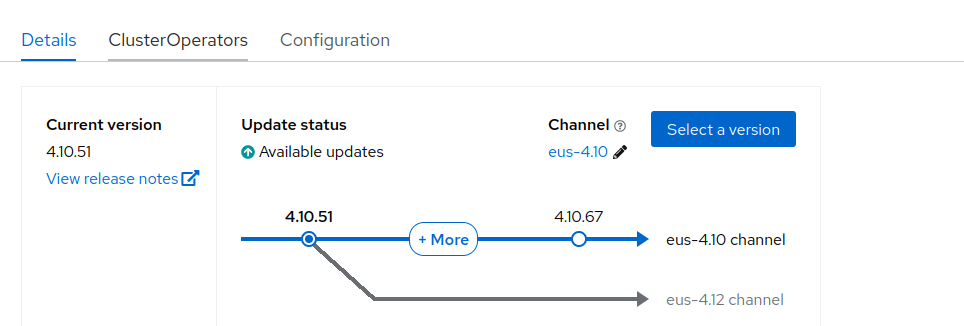 Details ClusterOperators Configuration
Current version
4.10.51
View release notes
Update status
Available updates
Channel
eus-4.10
Select a version
4.10.51 4.10.67
+ More
eus-4.10 channel
eus-4.12 channel